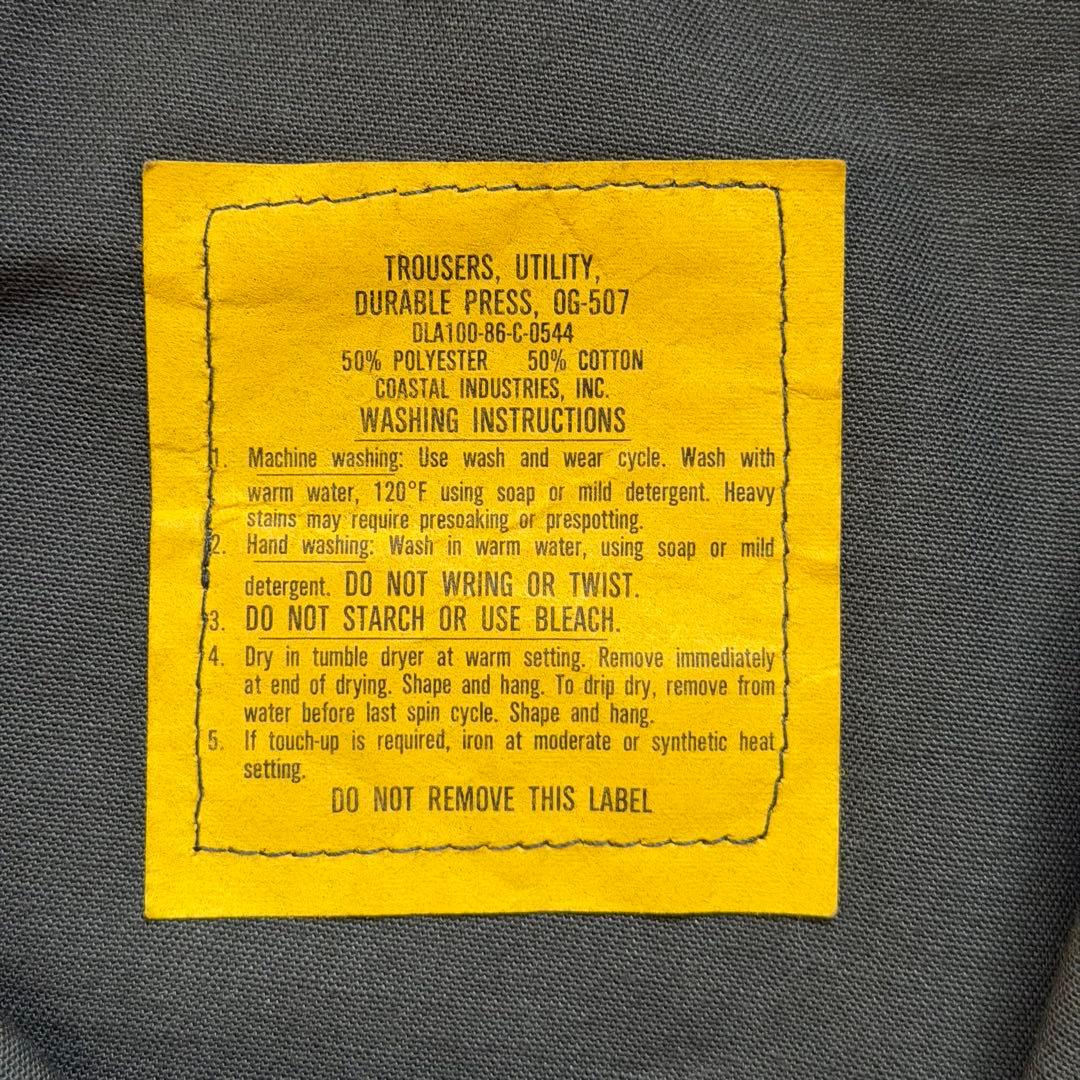 TROUSERS, UTILITY,
DURABLE PRESS, OG-507
DLA100-86-C-0544
50% POLYESTER 50% COTTON
COASTAL INDUSTRIES, INC.
WASHING INSTRUCTIONS
1. Machine washing: Use wash and wear cycle. Wash with
warm water, 120°F using soap or mild detergent. Heavy
stains may require presoaking or prespotting.
2. Hand washing: Wash in warm water, using soap or mild
detergent. DO NOT WRING OR TWIST.
3. DO NOT STARCH OR USE BLEACH.
4. Dry in tumble dryer at warm setting. Remove immediately
at end of drying. Shape and hang. To drip dry, remove from
water before last spin cycle. Shape and hang.
5. If touch-up is required, iron at moderate or synthetic heat
setting.
DO NOT REMOVE THIS LABEL